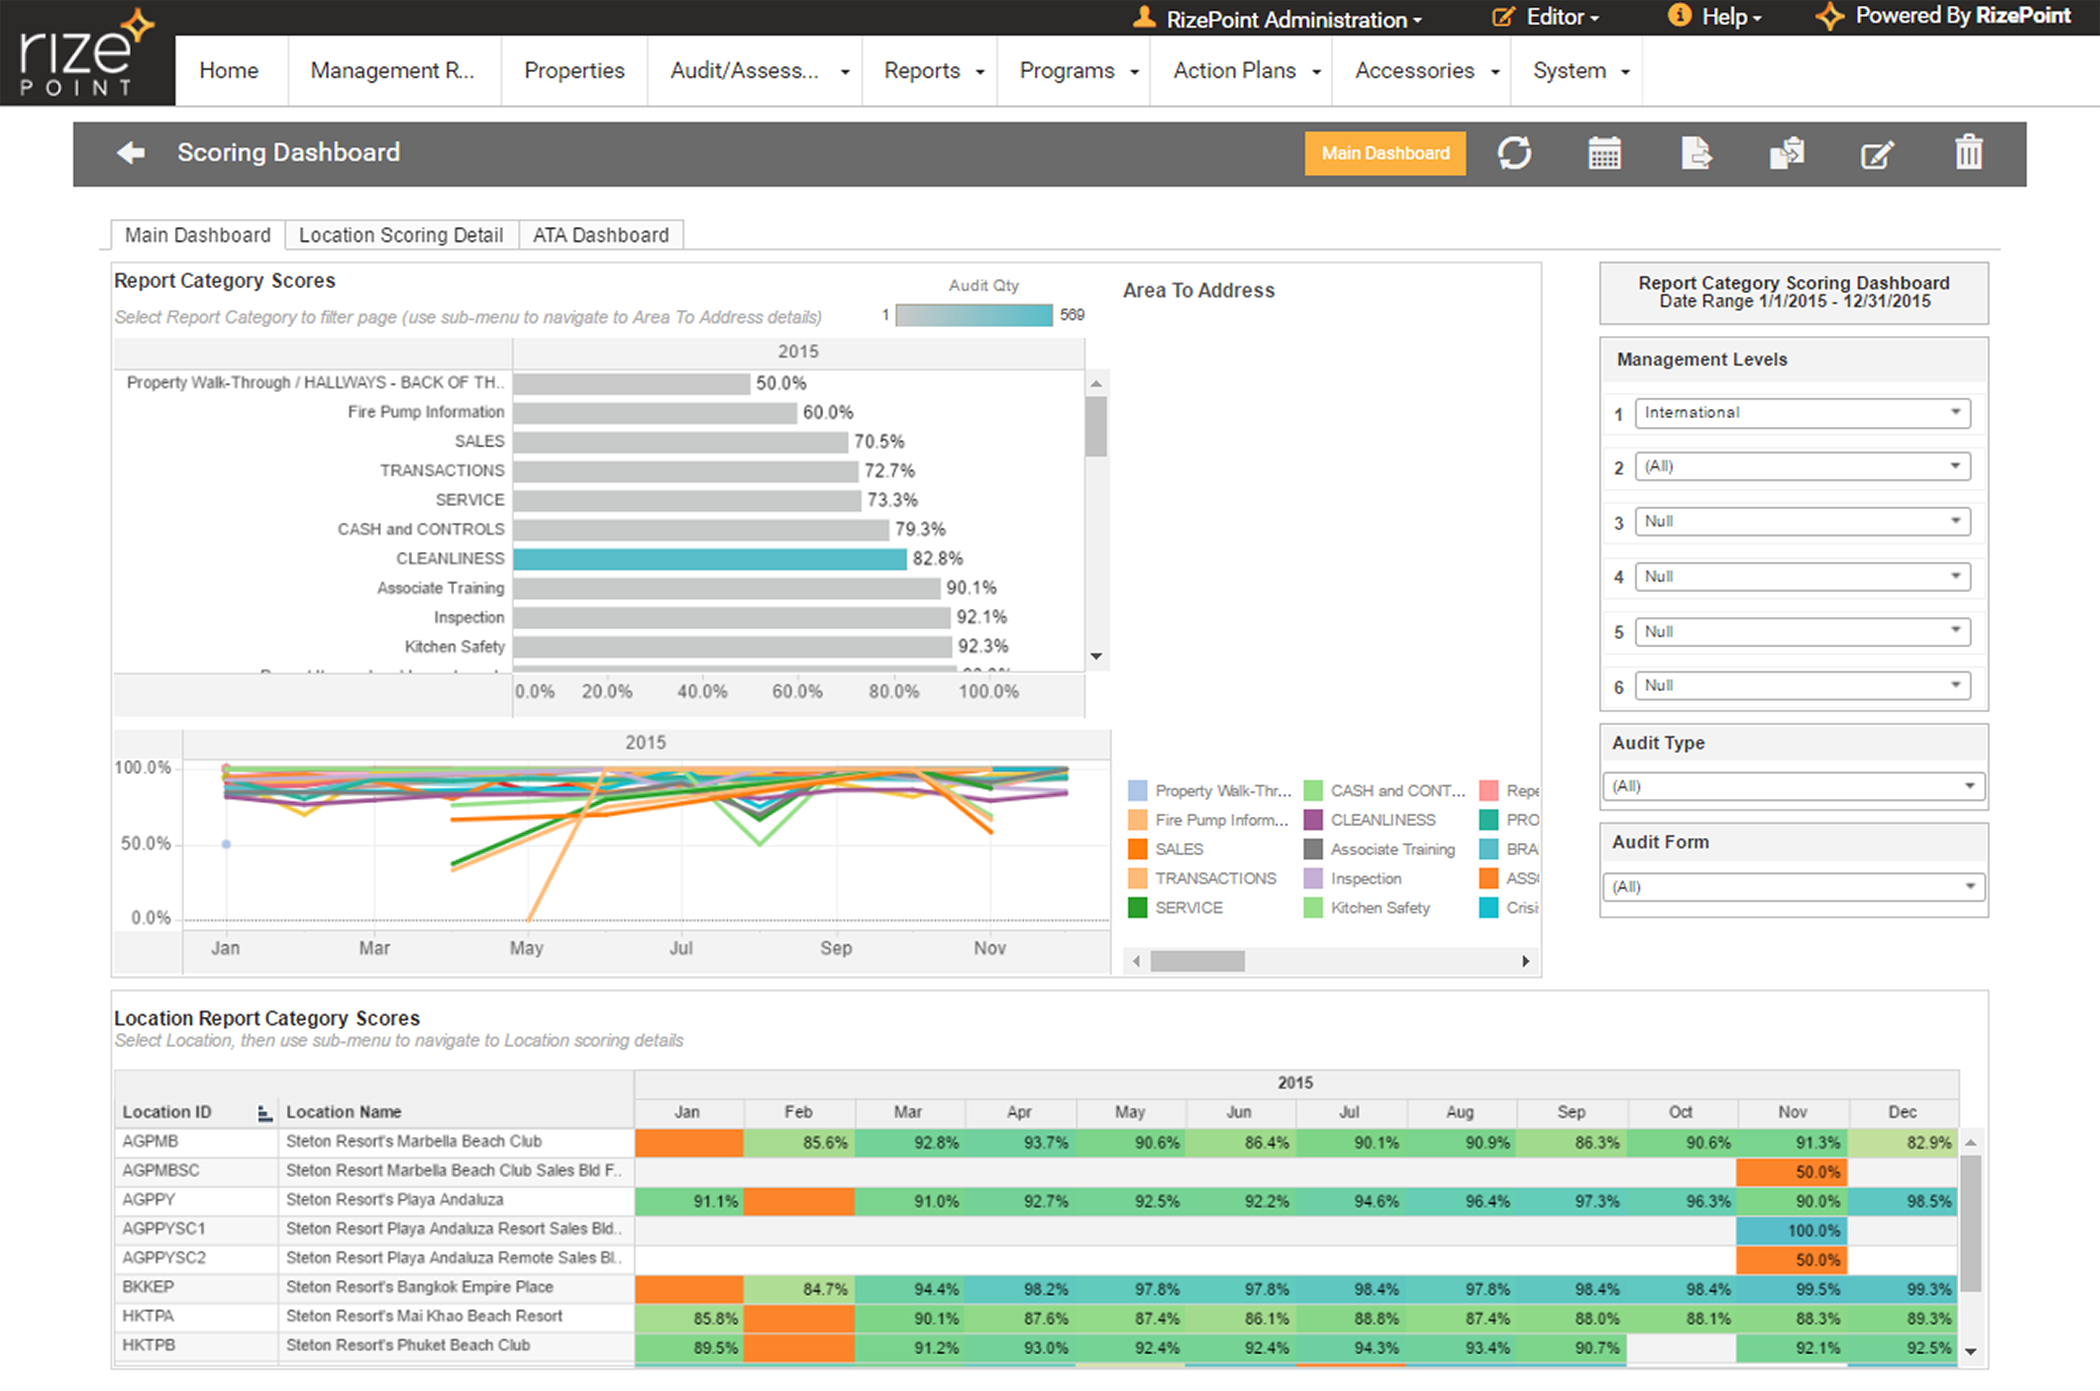 rize
POINT
RizePoint Administration
Editor
Help
Powered By RizePoint
Home
Management R...
Properties
Audit/Assess...
Reports
Programs
Action Plans
Accessories
System
Scoring Dashboard
Main Dashboard
Main Dashboard
Location Scoring Detail
ATA Dashboard
Report Category Scores
Select Report Category to filter page (use sub-menu to navigate to Area To Address details)
Audit Qty
1
569
2015
Property Walk-Through / HALLWAYS - BACK OF TH.. 50.0%
Fire Pump Information 60.0%
SALES 70.5%
TRANSACTIONS 72.7%
SERVICE 73.3%
CASH and CONTROLS 79.3%
CLEANLINESS 82.8%
Associate Training 90.1%
Inspection 92.1%
Kitchen Safety 92.3%
0.0% 20.0% 40.0% 60.0% 80.0% 100.0%
2015
100.0%
50.0%
0.0%
Jan Mar May Jul Sep Nov
Area To Address
Property Walk-Thr... CASH and CONT... Repe
Fire Pump Inform... CLEANLINESS PRO
SALES Associate Training BRA
TRANSACTIONS Inspection ASS
SERVICE Kitchen Safety Crisi
Report Category Scoring Dashboard
Date Range 1/1/2015 - 12/31/2015
Management Levels
1 International
2 (All)
3 Null
4 Null
5 Null
6 Null
Audit Type
(All)
Audit Form
(All)
Location Report Category Scores
Select Location, then use sub-menu to navigate to Location scoring details
2015
Location ID Location Name Jan Feb Mar Apr May Jun Jul Aug Sep Oct Nov Dec
AGPMB Steton Resort's Marbella Beach Club 85.6% 92.8% 93.7% 90.6% 86.4% 90.1% 90.9% 86.3% 90.6% 91.3% 82.9%
AGPMBSC Steton Resort Marbella Beach Club Sales Bld F.. 50.0%
AGPPY Steton Resort's Playa Andaluza 91.1% 91.0% 92.7% 92.5% 92.2% 94.6% 96.4% 97.3% 96.3% 90.0% 98.5%
AGPPYSC1 Steton Resort Playa Andaluza Resort Sales Bld.. 100.0%
AGPPYSC2 Steton Resort Playa Andaluza Remote Sales Bl.. 50.0%
BKKEP Steton Resort's Bangkok Empire Place 84.7% 94.4% 98.2% 97.8% 97.8% 98.4% 97.8% 98.4% 98.4% 99.5% 99.3%
HKTPA Steton Resort's Mai Khao Beach Resort 85.8% 90.1% 87.6% 87.4% 86.1% 88.8% 87.4% 88.0% 88.1% 88.3% 89.3%
HKTPB Steton Resort's Phuket Beach Club 89.5% 91.2% 93.0% 92.4% 92.4% 94.3% 93.4% 90.7% 92.1% 92.5%